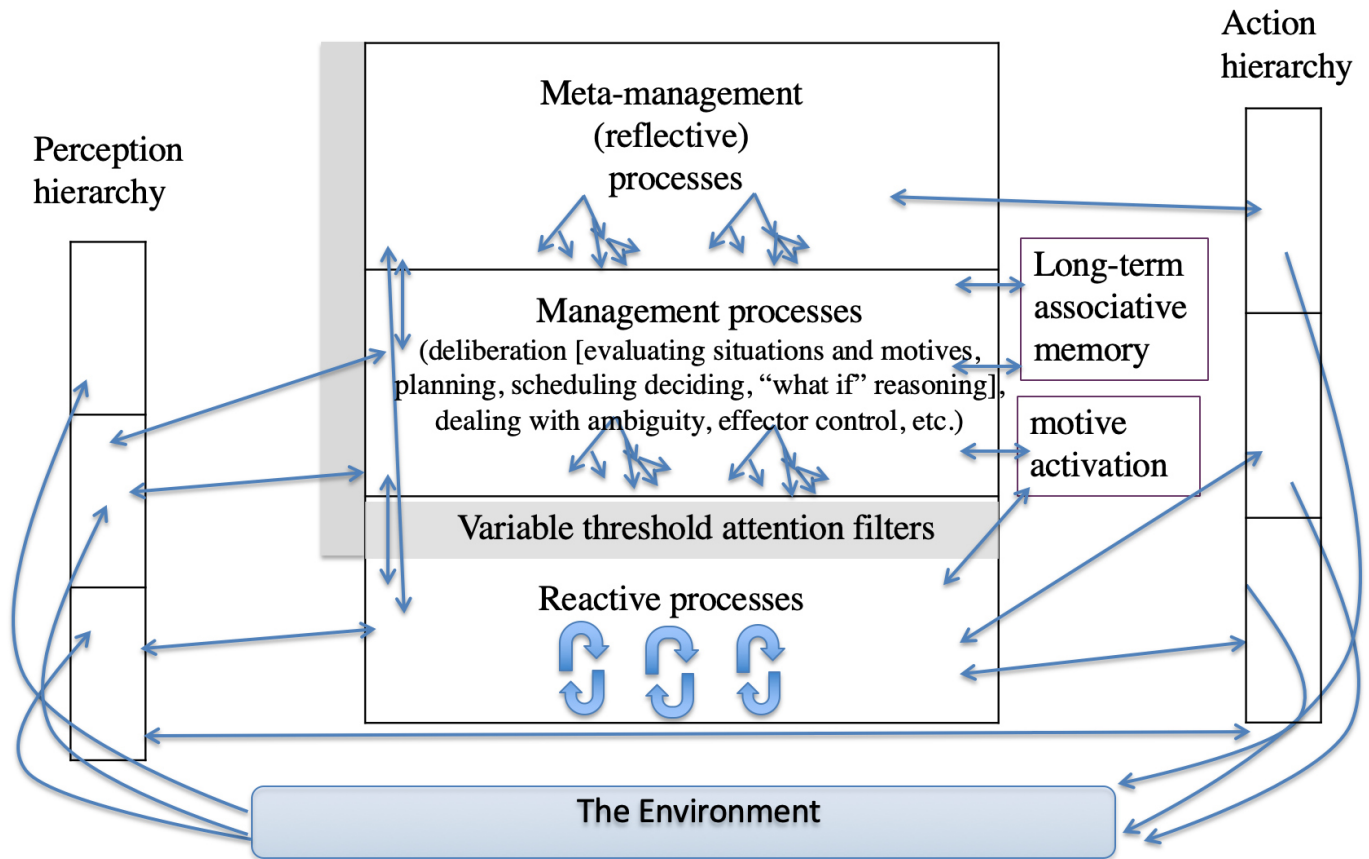 Action
hierarchy
Perception
hierarchy
Meta-management
(reflective)
processes
Long-term
associative
memory
Management processes
(deliberation [evaluating situations and motives,
planning, scheduling deciding, “what if” reasoning],
dealing with ambiguity, effector control, etc.)
motive
activation
Variable threshold attention filters
Reactive processes
The Environment